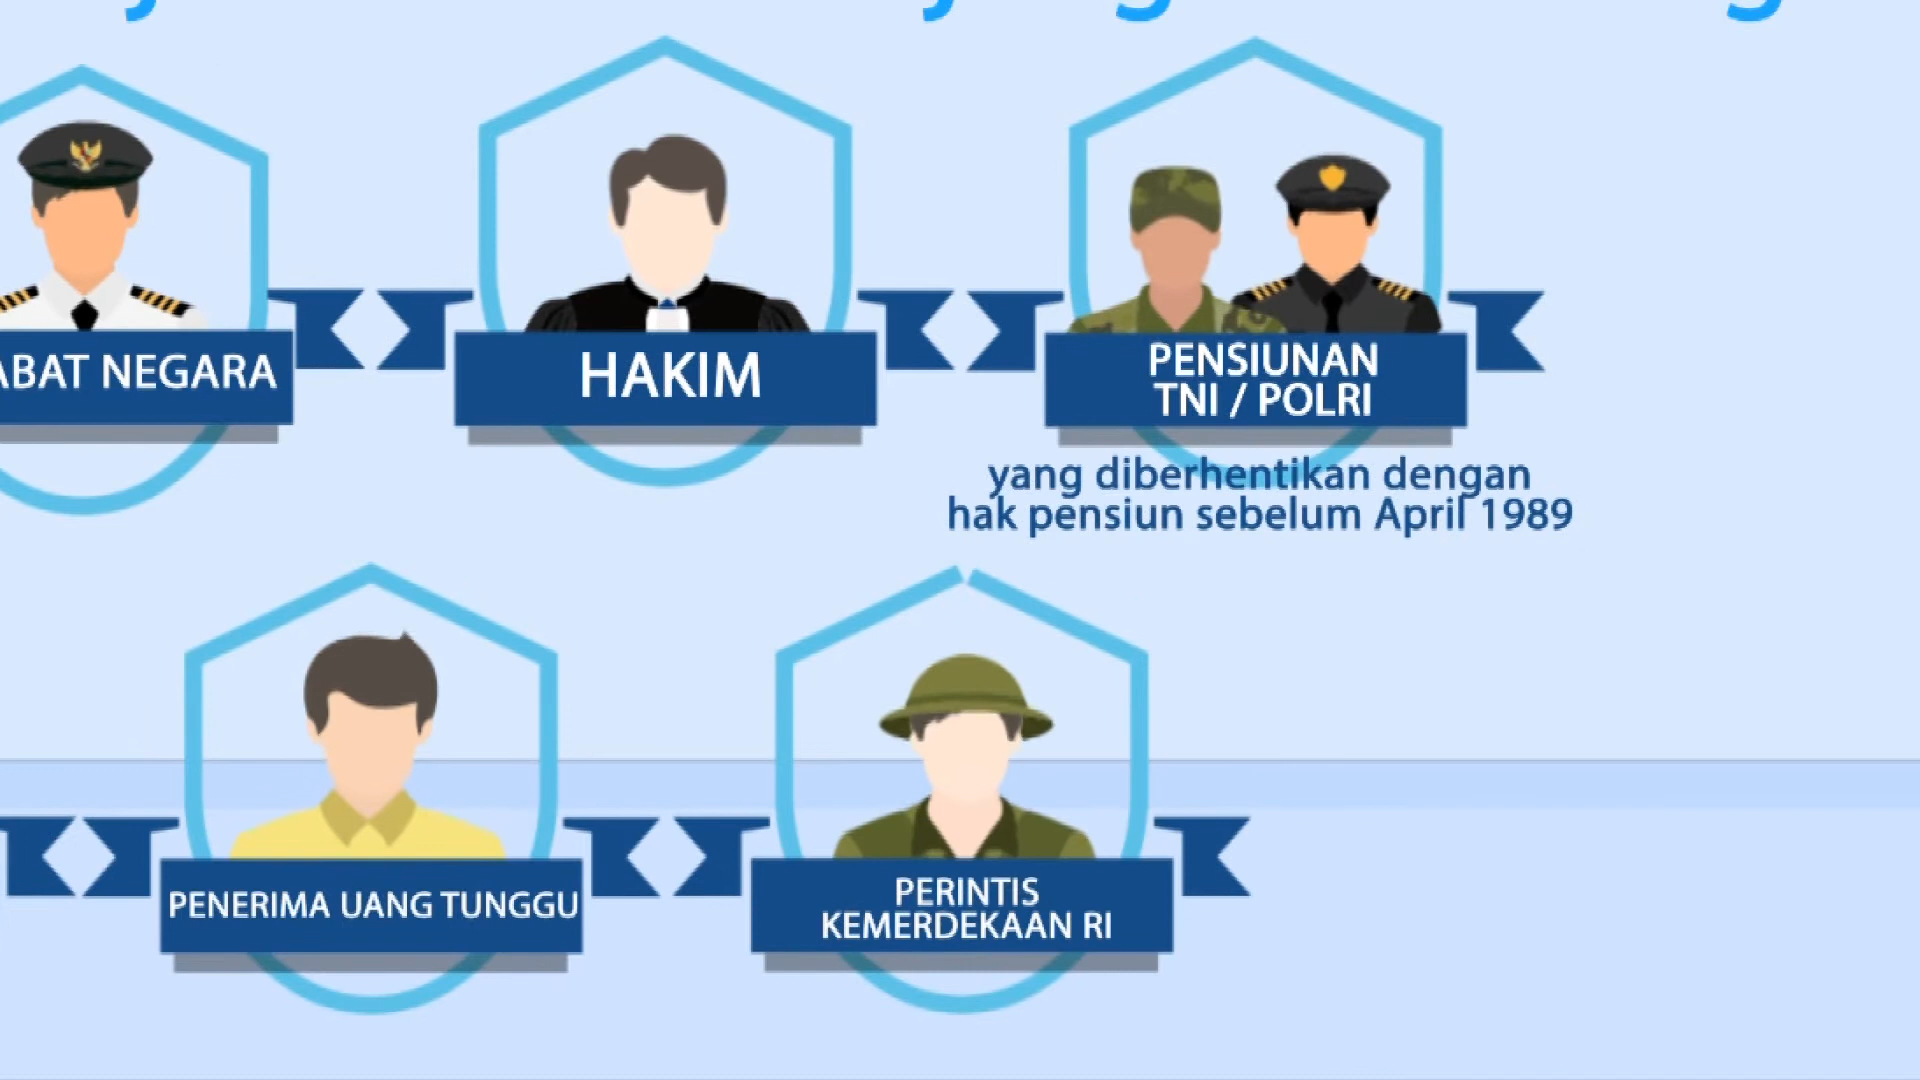 ABAT NEGARA
HAKIM
PENSIUNAN
TNI / POLRI
yang diberhentikan dengan
hak pensiun sebelum April 1989
PENERIMA UANG TUNGGU
PERINTIS
KEMERDEKAAN RI